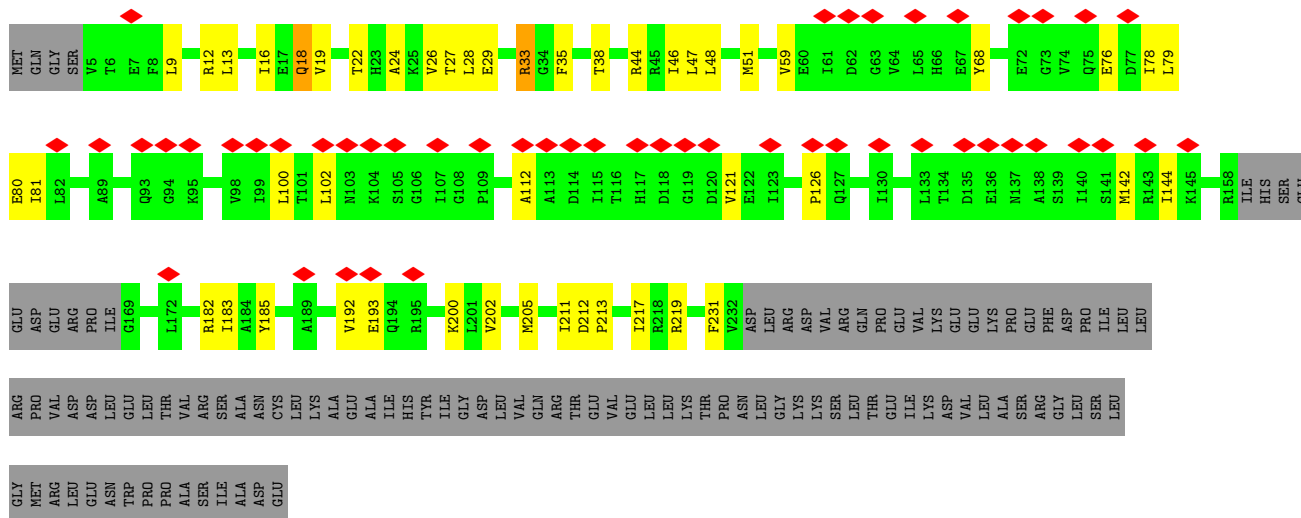 MET GLN GLY SER V5 T6 E7 F8 L9 R12 L13 I16 E17 Q18 V19 T22 H23 A24 K25 V26 T27 L28 E29 R33 G34 F35 T38 R44 R45 I46 L47 L48 M51 V59 E60 I61 D62 G63 V64 L65 H66 E67 Y68 E72 G73 V74 Q75 E76 D77 I78 L79
E80 I81 L82 A89 Q93 G94 K95 V98 I99 L100 T101 L102 N103 K104 S105 G106 I107 G108 P109 A112 A113 D114 I115 T116 H117 D118 G119 D120 V121 E122 I123 P126 Q127 I130 L133 T134 D135 E136 N137 A138 S139 I140 S141 M142 R143 I144 K145 R158 ILE HIS SER GLU
GLU ASP GLU ARG PRO ILE G169 L172 R182 I183 A184 Y185 A189 V192 E193 Q194 R195 K200 L201 V202 M205 I211 D212 P213 I217 R218 R219 F231 V232 ASP LEU ARG ASP VAL ARG GLN PRO GLU VAL LYS GLU GLU LYS PRO GLU PHE ASP PRO ILE LEU LEU
ARG PRO VAL ASP ASP LEU GLU LEU THR VAL ARG SER ALA ASN CYS LEU LYS ALA GLU ALA ILE HIS TYR ILE GLY ASP LEU VAL GLN ARG THR GLU VAL GLU LEU LEU LYS THR PRO ASN LEU GLY LYS LYS SER LEU THR GLU ILE LYS ASP VAL LEU ALA SER ARG GLY LEU SER LEU
GLY MET ARG LEU GLU ASN TRP PRO PRO ALA SER ILE ALA ASP GLU